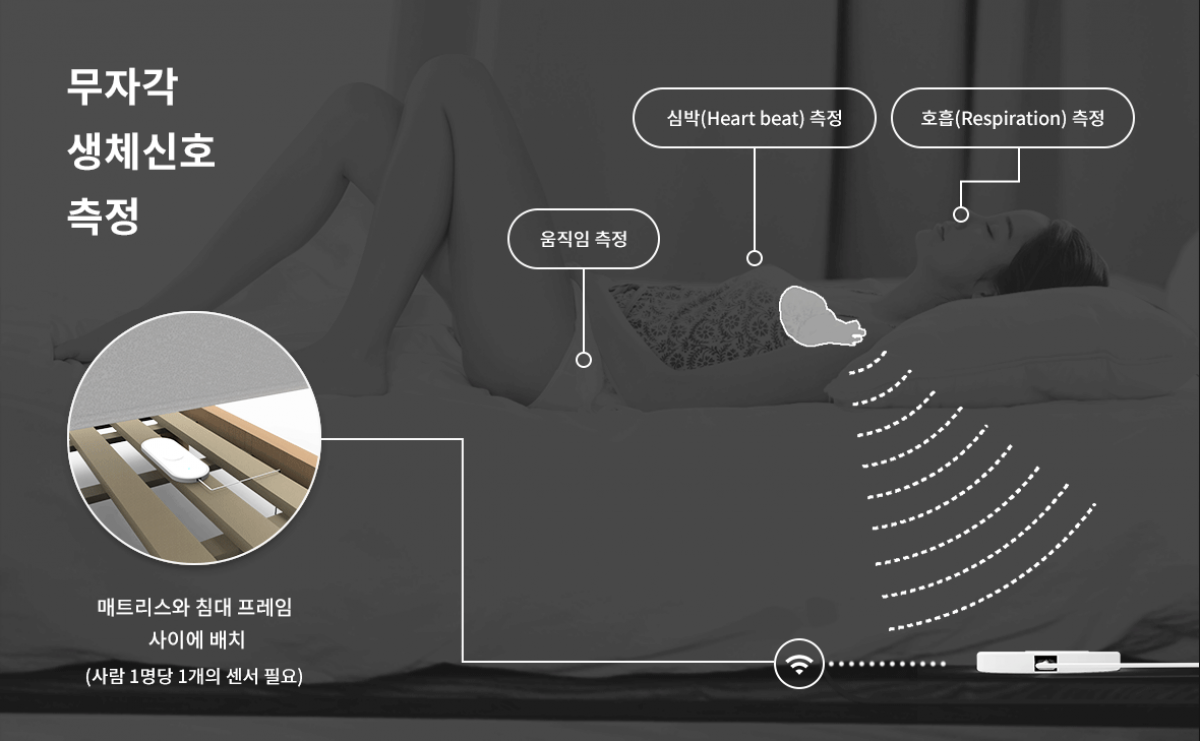 무자각
생체신호
측정
심박(Heart beat) 측정
호흡(Respiration) 측정
움직임 측정
매트리스와 침대 프레임
사이에 배치
(사람 1명당 1개의 센서 필요)